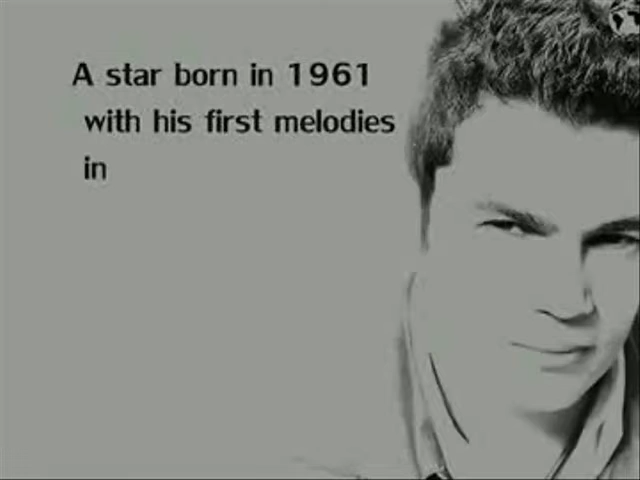 A star born in 1961
with his first melodies
in